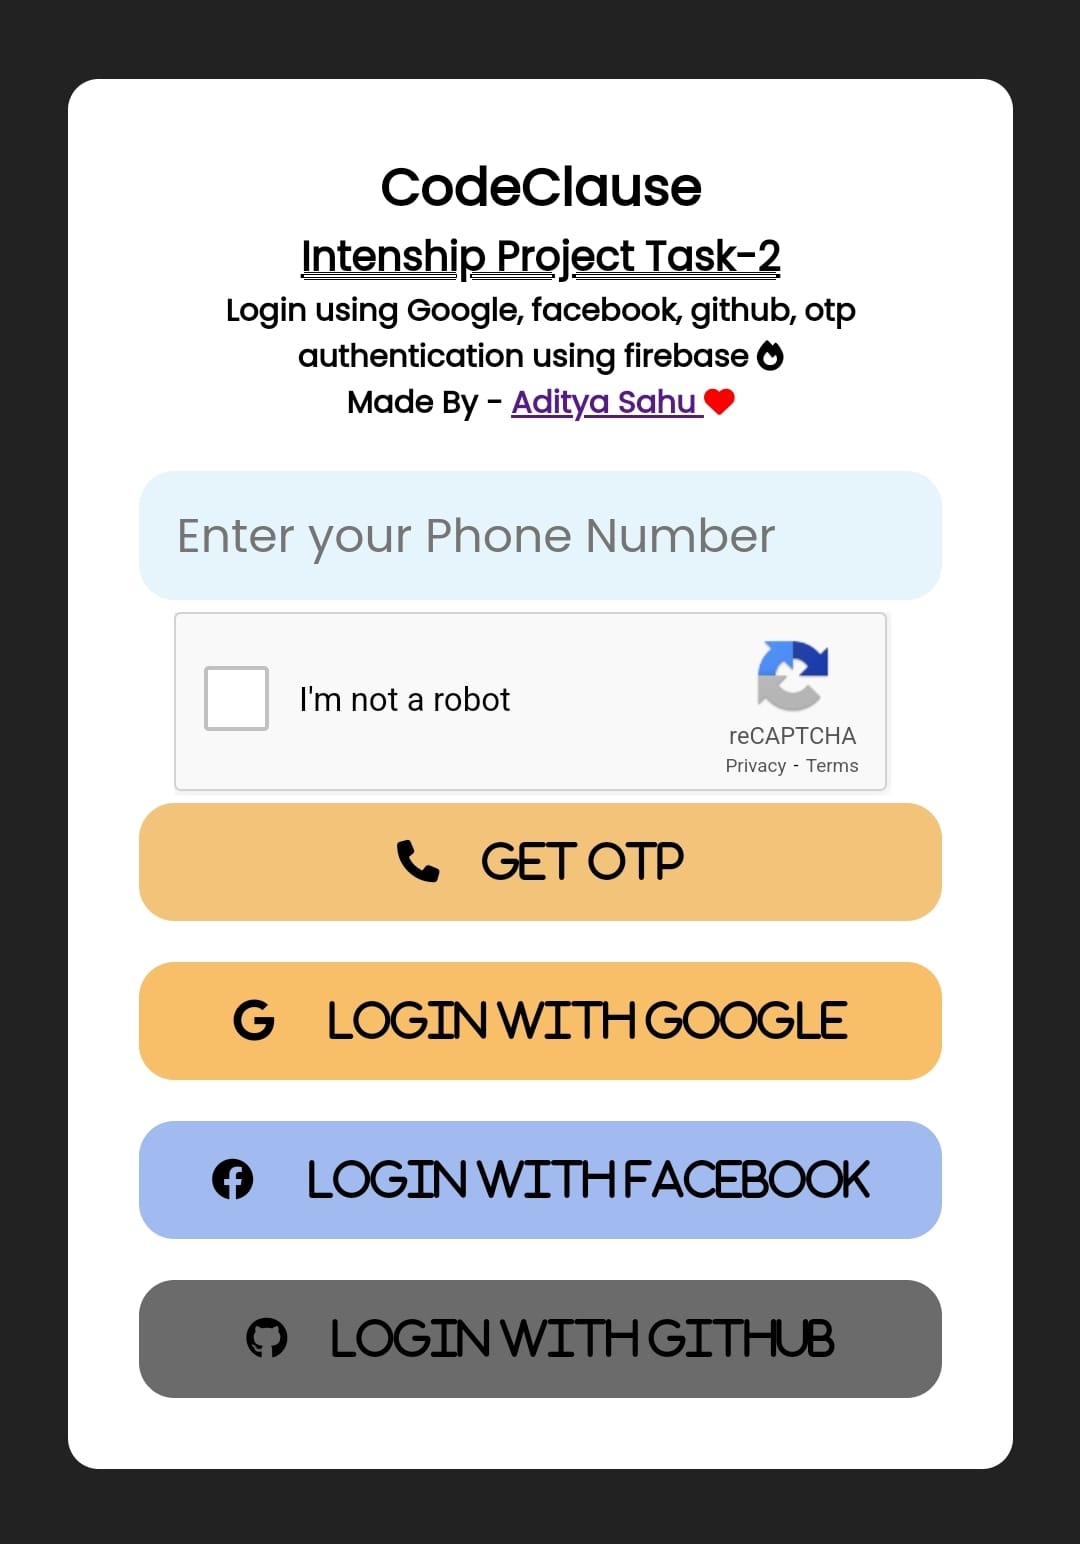 CodeClause
Intenship Project Task-2
Login using Google, facebook, github, otp
authentication using firebase
Made By - Aditya Sahu
Enter your Phone Number
I'm not a robot
reCAPTCHA
Privacy - Terms
GET OTP
LOGIN WITH GOOGLE
LOGIN WITH FACEBOOK
LOGIN WITH GITHUB